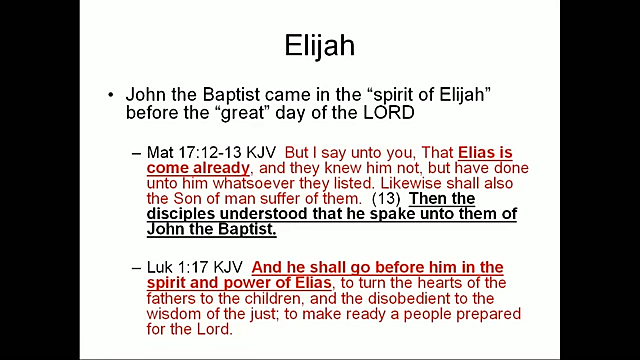 Elijah
• John the Baptist came in the “spirit of Elijah”
before the “great” day of the LORD
– Mat 17:12-13 KJV But I say unto you, That Elias is
come already, and they knew him not, but have done
unto him whatsoever they listed. Likewise shall also
the Son of man suffer of them. (13) Then the
disciples understood that he spake unto them of
John the Baptist.
– Luk 1:17 KJV And he shall go before him in the
spirit and power of Elias, to turn the hearts of the
fathers to the children, and the disobedient to the
wisdom of the just; to make ready a people prepared
for the Lord.